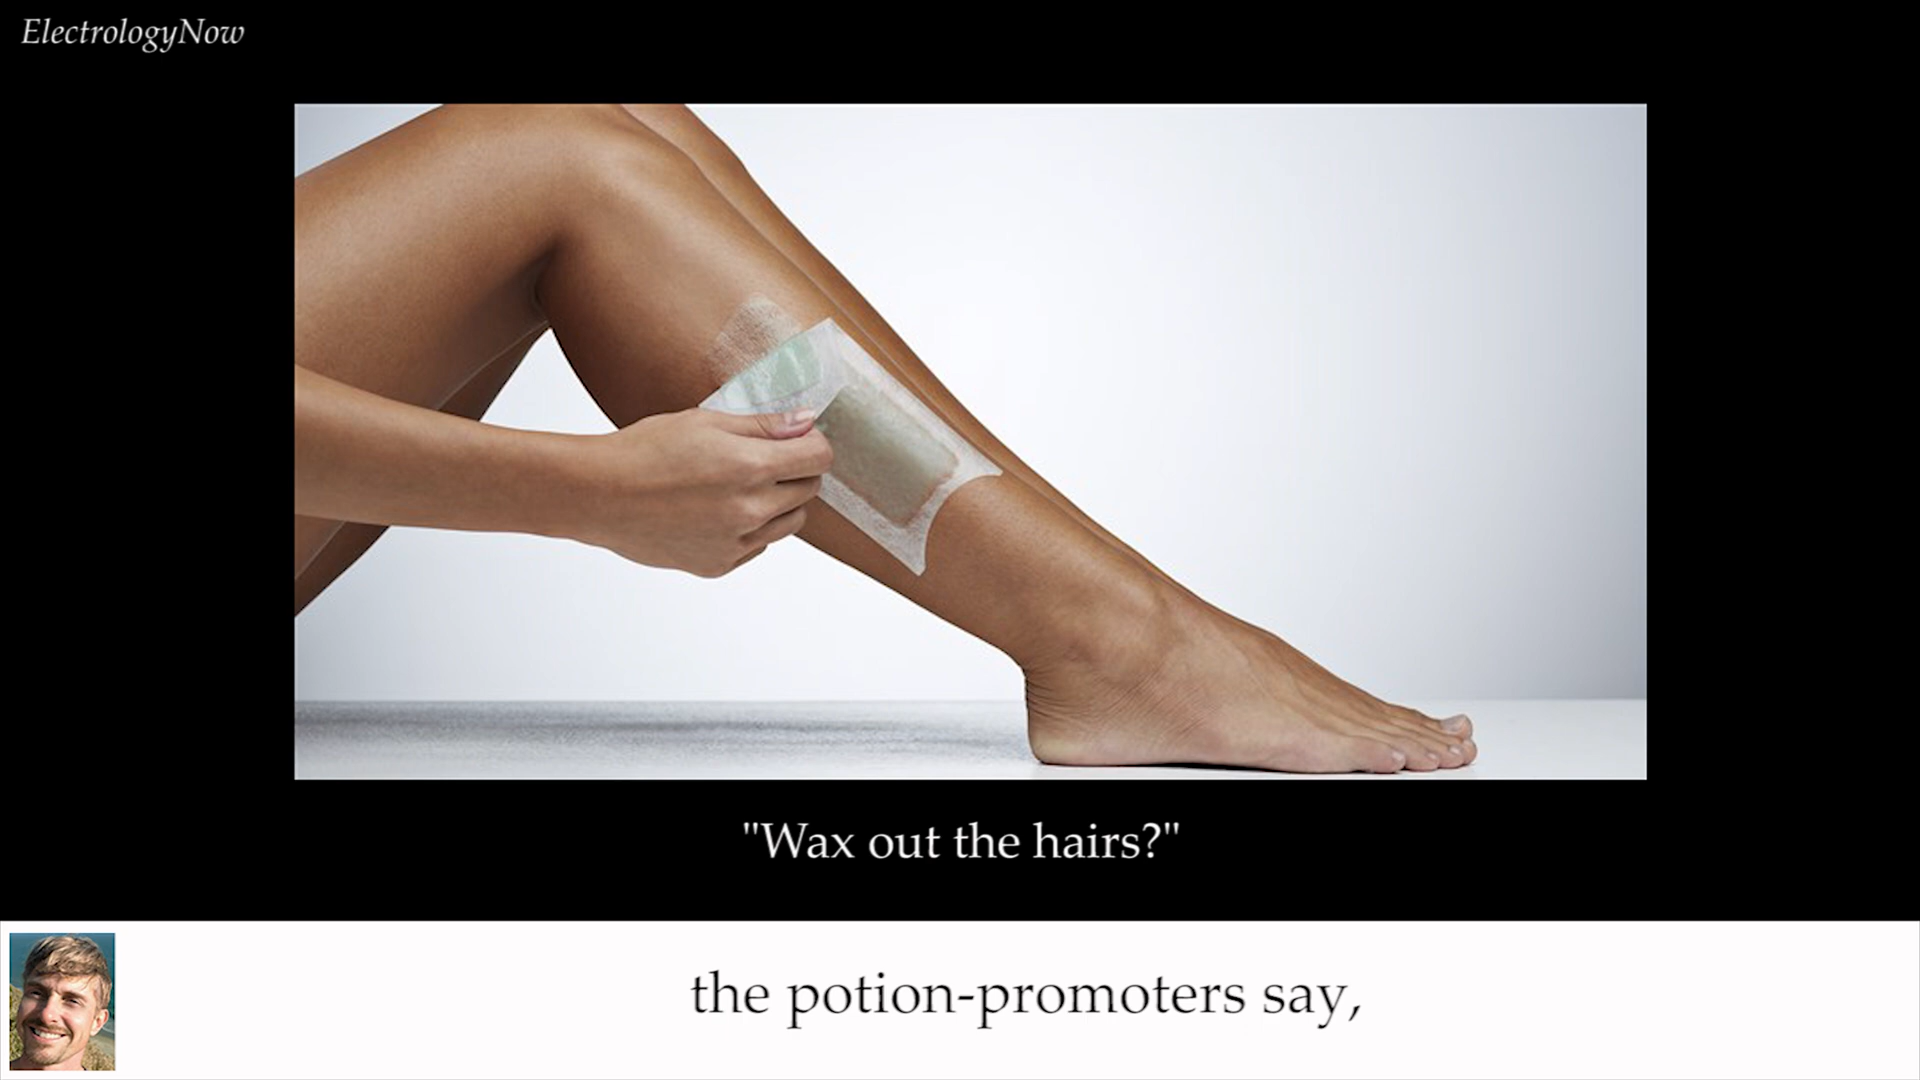 ElectrologyNow
"Wax out the hairs?"
the potion-promoters say,